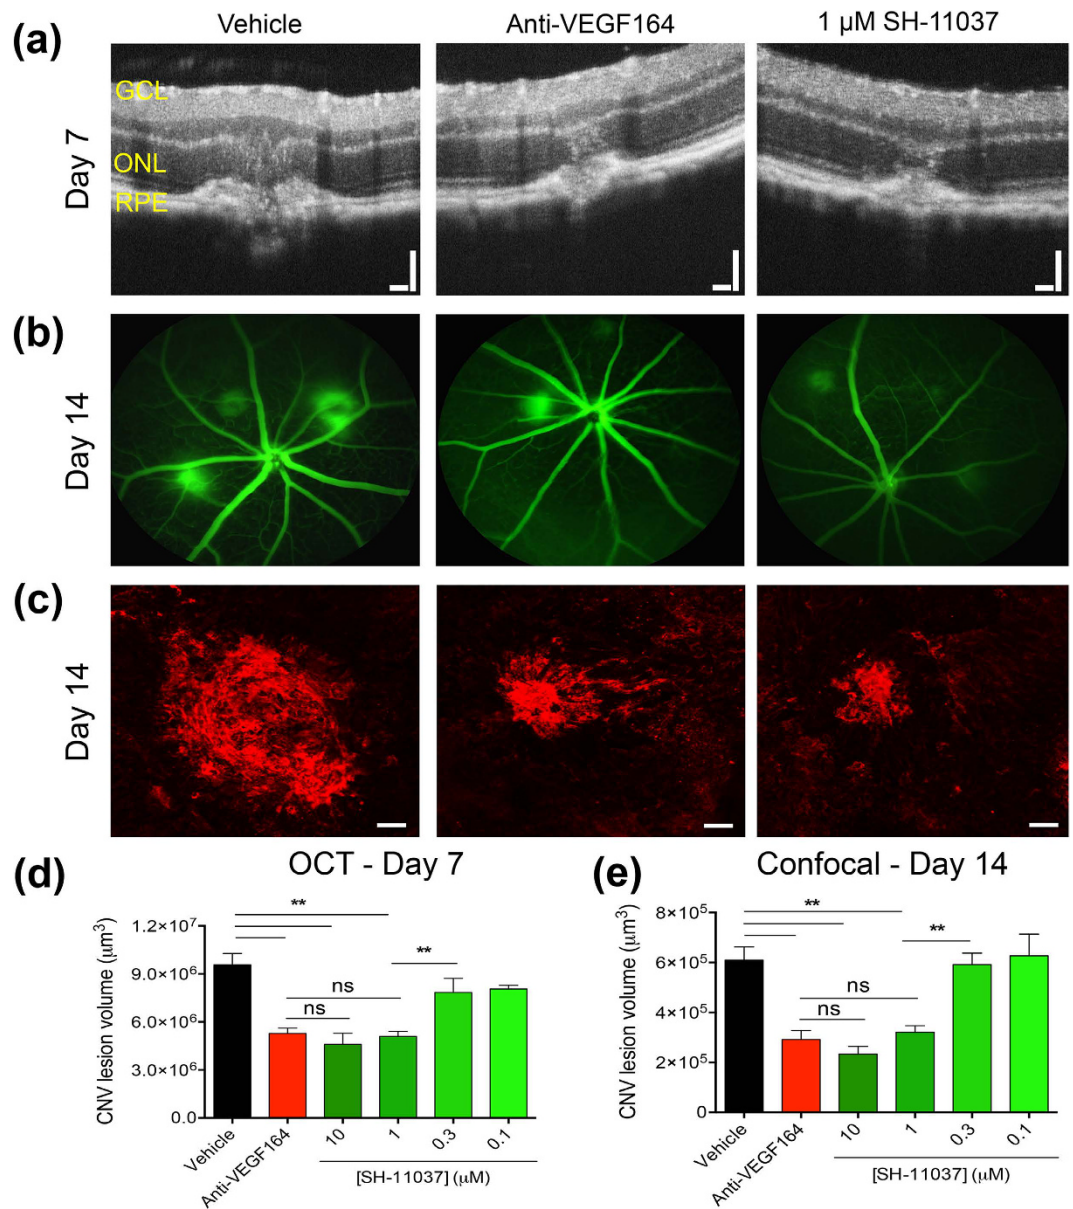 (a)
Vehicle
Anti-VEGF164
1 µM SH-11037
Day 7
GCL
ONL
RPE
(b)
Day 14
(c)
Day 14
(d)
OCT - Day 7
CNV lesion volume (µm³)
1.2×10⁷
9.0×10⁶
6.0×10⁶
3.0×10⁶
0.0
**
**
ns
ns
Vehicle
Anti-VEGF164
10
1
0.3
0.1
[SH-11037] (µM)
(e)
Confocal - Day 14
CNV lesion volume (µm³)
8×10⁵
6×10⁵
4×10⁵
2×10⁵
0
**
**
ns
ns
Vehicle
Anti-VEGF164
10
1
0.3
0.1
[SH-11037] (µM)